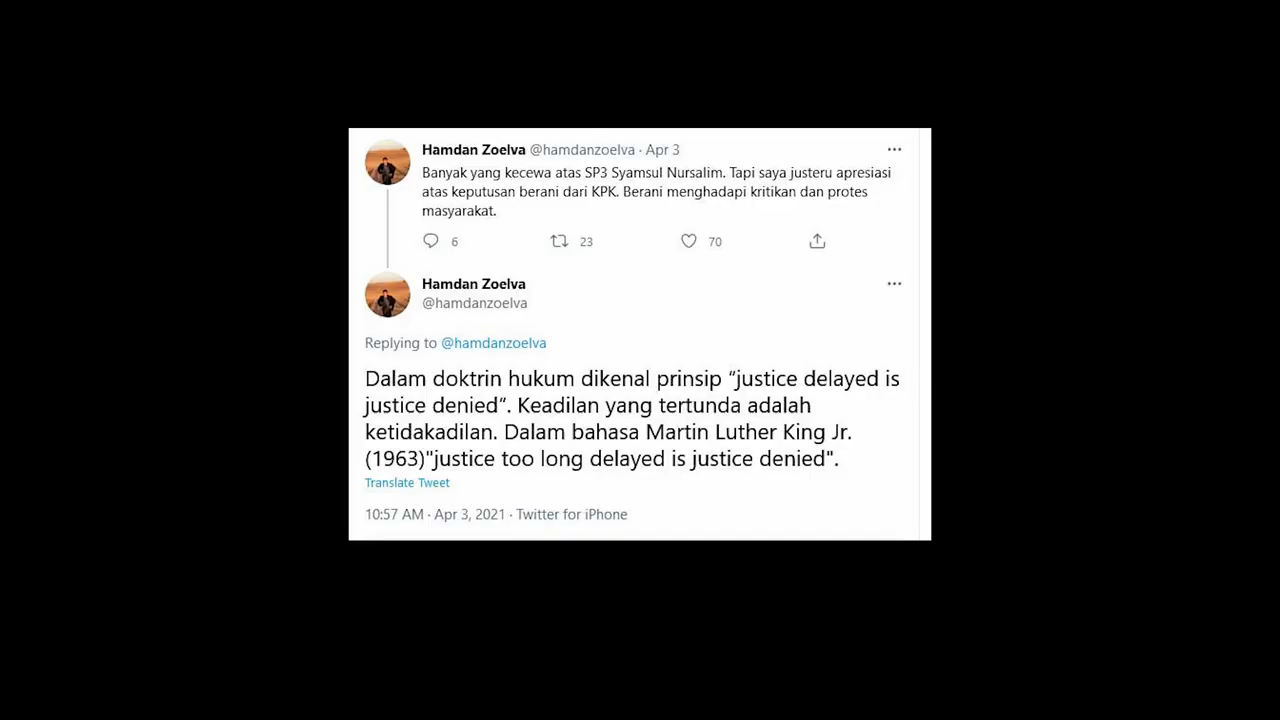 Hamdan Zoelva @hamdanzoelva · Apr 3
Banyak yang kecewa atas SP3 Syamsul Nursalim. Tapi saya justeru apresiasi
atas keputusan berani dari KPK. Berani menghadapi kritikan dan protes
masyarakat.
6 23 70
Hamdan Zoelva
@hamdanzoelva
Replying to @hamdanzoelva
Dalam doktrin hukum dikenal prinsip “justice delayed is
justice denied”. Keadilan yang tertunda adalah
ketidakadilan. Dalam bahasa Martin Luther King Jr.
(1963)"justice too long delayed is justice denied".
Translate Tweet
10:57 AM · Apr 3, 2021 · Twitter for iPhone